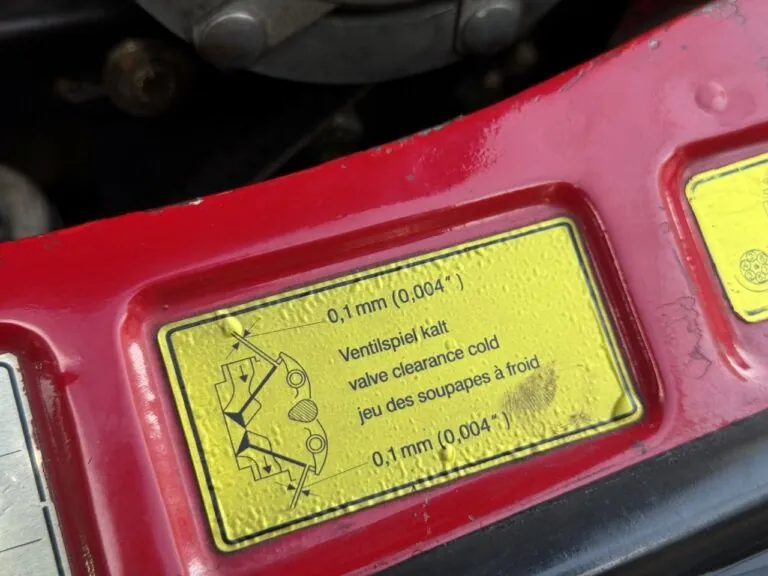 0,1 mm (0,004")
Ventilspiel kalt
valve clearance cold
jeu des soupapes à froid
0,1 mm (0,004")